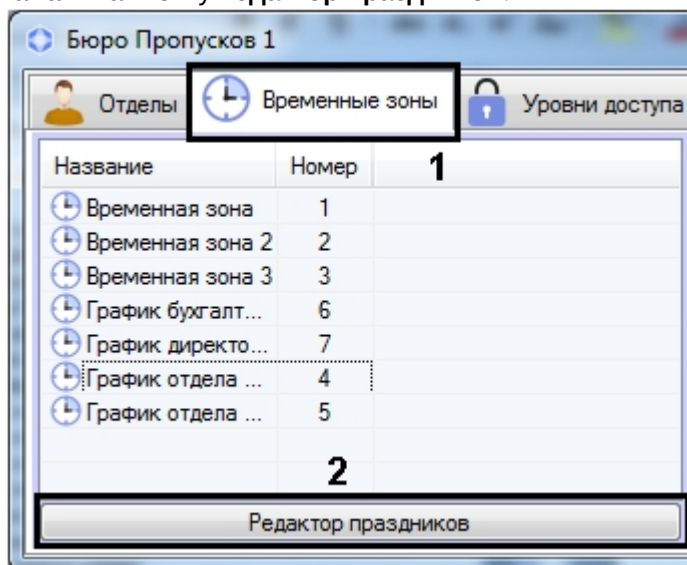 Бюро Пропусков 1
Отделы Временные зоны Уровни доступа
Название Номер 1
Временная зона 1
Временная зона 2 2
Временная зона 3 3
График бухгалт... 6
График директо... 7
График отдела ... 4
График отдела ... 5
2
Редактор праздников